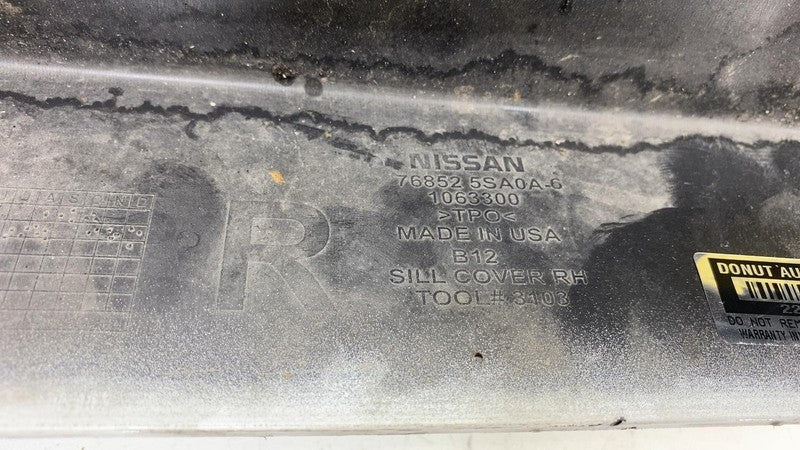 NISSAN
76852 5SA0A-6
1063300
>TPO<
MADE IN USA
B12
SILL COVER RH
TOOL# 3103
R
DONUT AU
22
DO NOT REM
WARRANTY IN